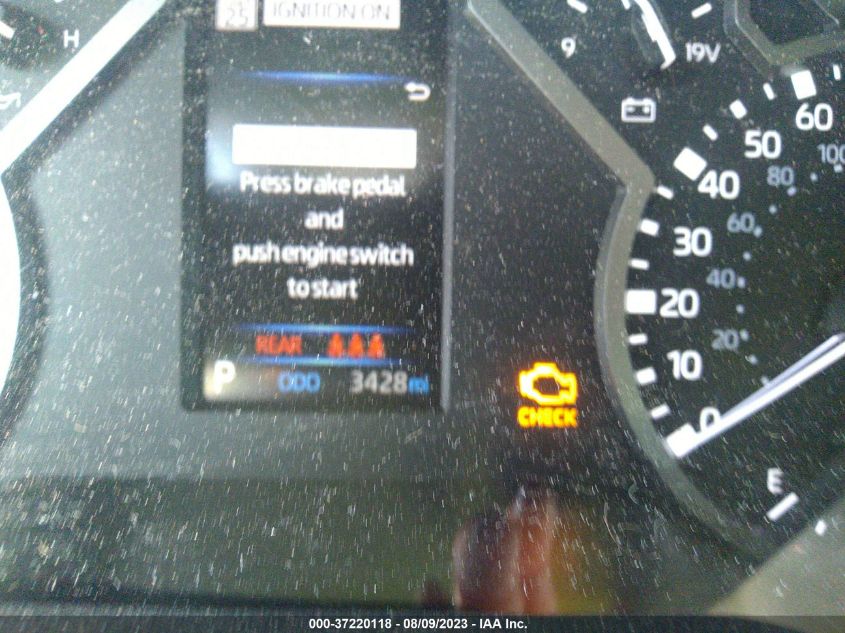 IGNITION ON
H
9
19V
Press brake pedal
and
push engine switch
to start
REAR
P ODO 3428 mi
CHECK
60
50
40
30
20
10
0
100
80
60
40
20
E
000-37220118 - 08/09/2023 - IAA Inc.